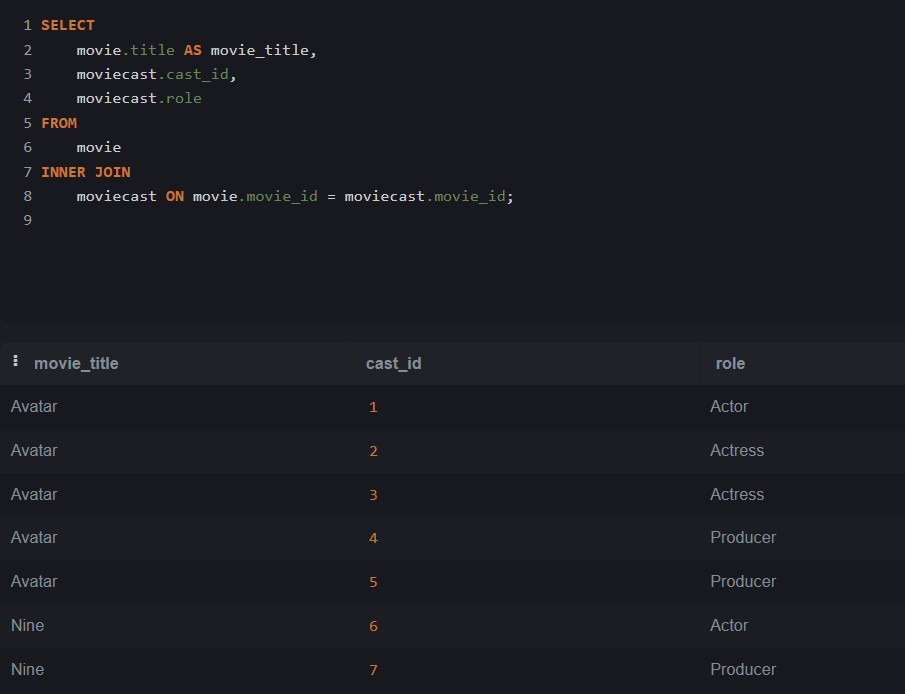 1 SELECT
2 movie.title AS movie_title,
3 moviecast.cast_id,
4 moviecast.role
5 FROM
6 movie
7 INNER JOIN
8 moviecast ON movie.movie_id = moviecast.movie_id;
9
movie_title cast_id role
Avatar 1 Actor
Avatar 2 Actress
Avatar 3 Actress
Avatar 4 Producer
Avatar 5 Producer
Nine 6 Actor
Nine 7 Producer